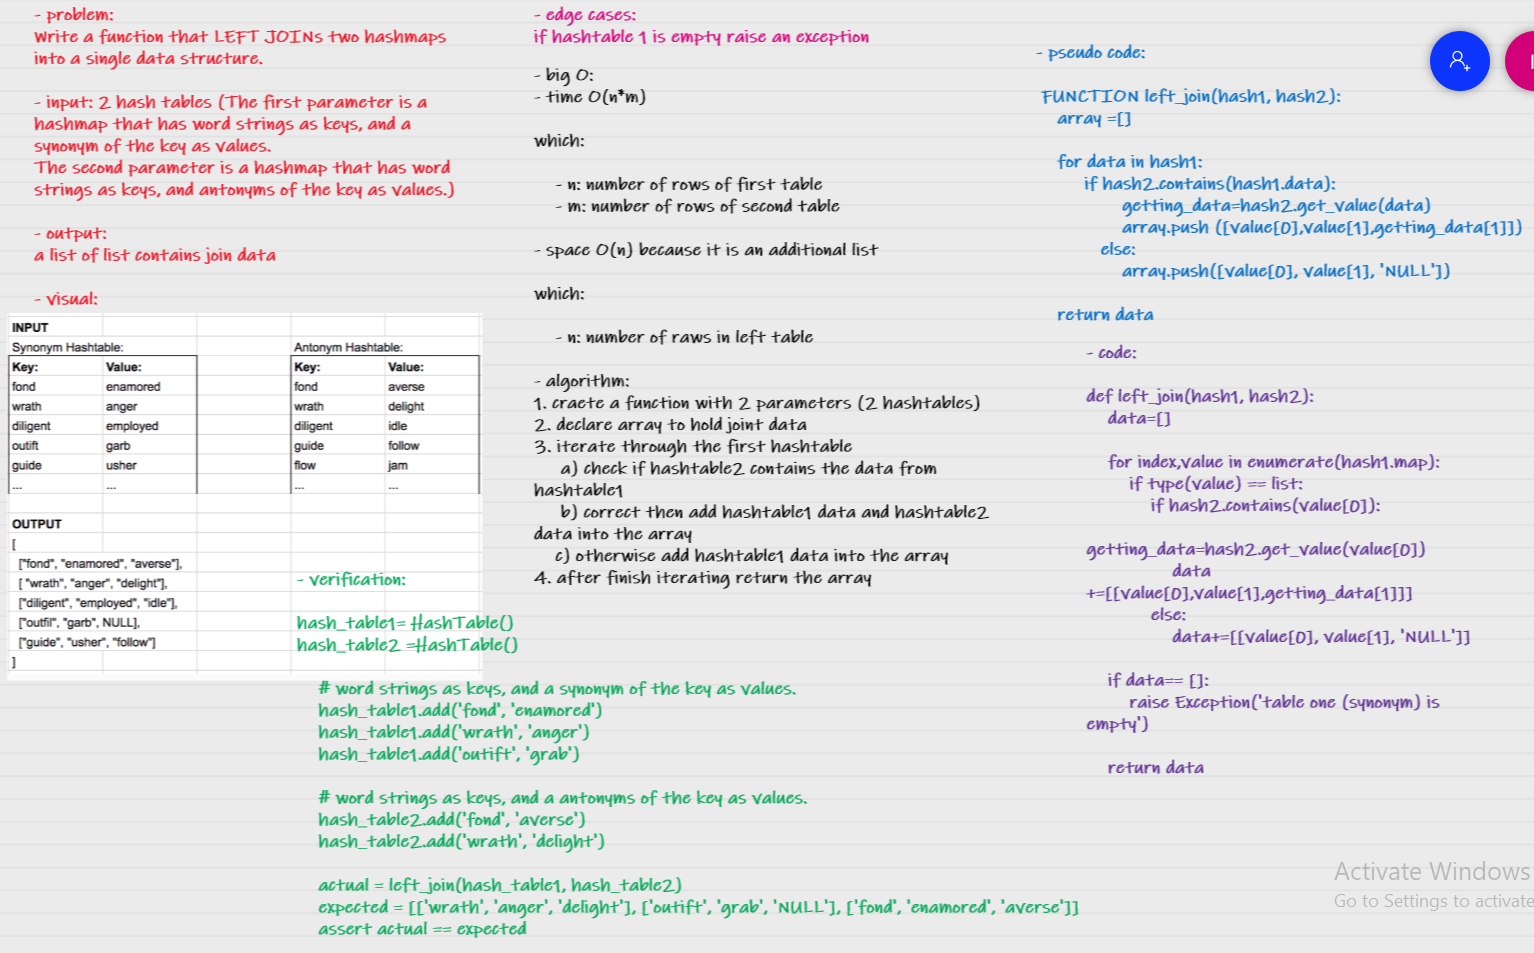 - problem:
Write a function that LEFT JOINs two hashmaps
into a single data structure.
- input: 2 hash tables (The first parameter is a
hashmap that has word strings as keys, and a
synonym of the key as values.
The second parameter is a hashmap that has word
strings as keys, and antonyms of the key as values.)
- output:
a list of list contains join data
- visual:
INPUT
Synonym Hashtable: Antonym Hashtable:
Key: Value: Key: Value:
fond enamored fond averse
wrath anger wrath delight
diligent employed diligent idle
outift garb guide follow
guide usher flow jam
... ... ... ...
OUTPUT
[
["fond", "enamored", "averse"],
[ "wrath", "anger", "delight"],
["diligent", "employed", "idle"],
["outfil", "garb", NULL],
["guide", "usher", "follow"]
]
- verification:
hash_table1= HashTable()
hash_table2 =HashTable()
# word strings as keys, and a synonym of the key as values.
hash_table1.add('fond', 'enamored')
hash_table1.add('wrath', 'anger')
hash_table1.add('outift', 'grab')
# word strings as keys, and a antonyms of the key as values.
hash_table2.add('fond', 'averse')
hash_table2.add('wrath', 'delight')
actual = left_join(hash_table1, hash_table2)
expected = [['wrath', 'anger', 'delight'], ['outift', 'grab', 'NULL'], ['fond', 'enamored', 'averse']]
assert actual == expected
- edge cases:
if hashtable 1 is empty raise an exception
- big O:
- time O(n*m)
which:
- n: number of rows of first table
- m: number of rows of second table
- space O(n) because it is an additional list
which:
- n: number of raws in left table
- algorithm:
1. craete a function with 2 parameters (2 hashtables)
2. declare array to hold joint data
3. iterate through the first hashtable
a) check if hashtable2 contains the data from
hashtable1
b) correct then add hashtable1 data and hashtable2
data into the array
c) otherwise add hashtable1 data into the array
4. after finish iterating return the array
- pseudo code:
FUNCTION left_join(hash1, hash2):
array =[]
for data in hash1:
if hash2.contains(hash1.data):
getting_data=hash2.get_value(data)
array.push ([value[0],value[1],getting_data[1]])
else:
array.push([value[0], value[1], 'NULL'])
return data
- code:
def left_join(hash1, hash2):
data=[]
for index,value in enumerate(hash1.map):
if type(value) == list:
if hash2.contains(value[0]):
getting_data=hash2.get_value(value[0])
data
+=[[value[0],value[1],getting_data[1]]]
else:
data+=[[value[0], value[1], 'NULL']]
if data== []:
raise Exception('table one (synonym) is
empty')
return data
Activate Windows
Go to Settings to activate